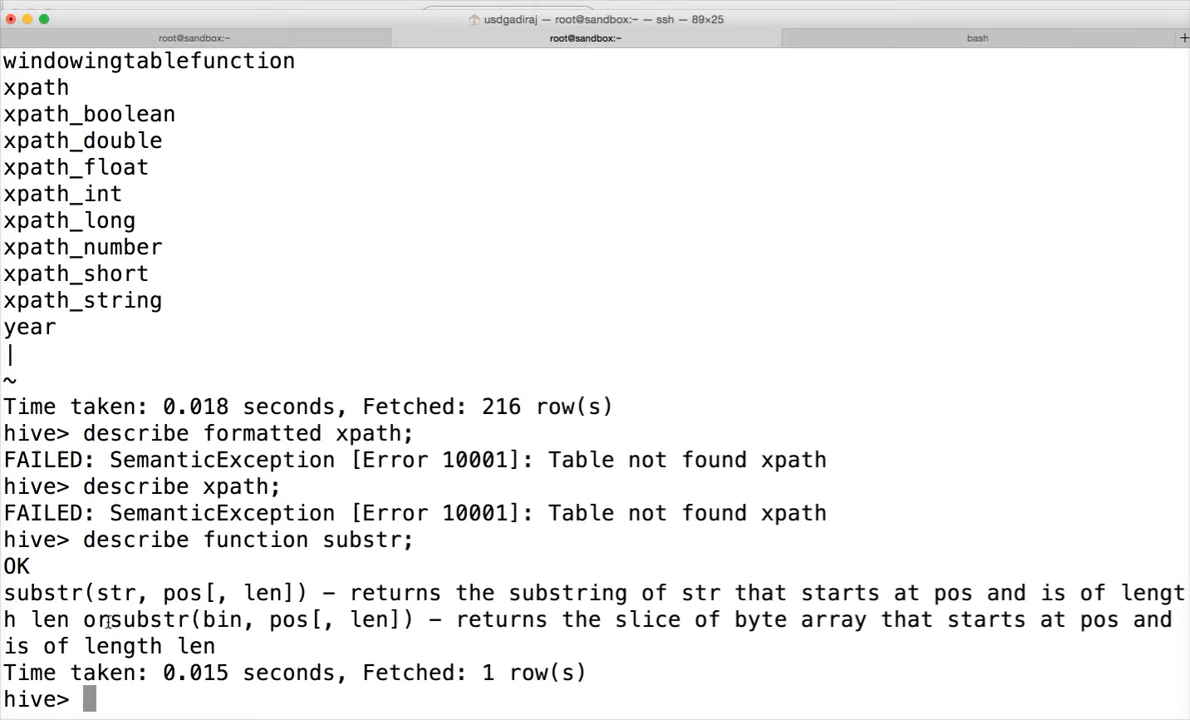 usdgadiraj — root@sandbox:~ — ssh — 89×25
root@sandbox:~ root@sandbox:~ bash +
windowingtablefunction
xpath
xpath_boolean
xpath_double
xpath_float
xpath_int
xpath_long
xpath_number
xpath_short
xpath_string
year
|
~
Time taken: 0.018 seconds, Fetched: 216 row(s)
hive> describe formatted xpath;
FAILED: SemanticException [Error 10001]: Table not found xpath
hive> describe xpath;
FAILED: SemanticException [Error 10001]: Table not found xpath
hive> describe function substr;
OK
substr(str, pos[, len]) - returns the substring of str that starts at pos and is of lengt
h len orsubstr(bin, pos[, len]) - returns the slice of byte array that starts at pos and
is of length len
Time taken: 0.015 seconds, Fetched: 1 row(s)
hive>